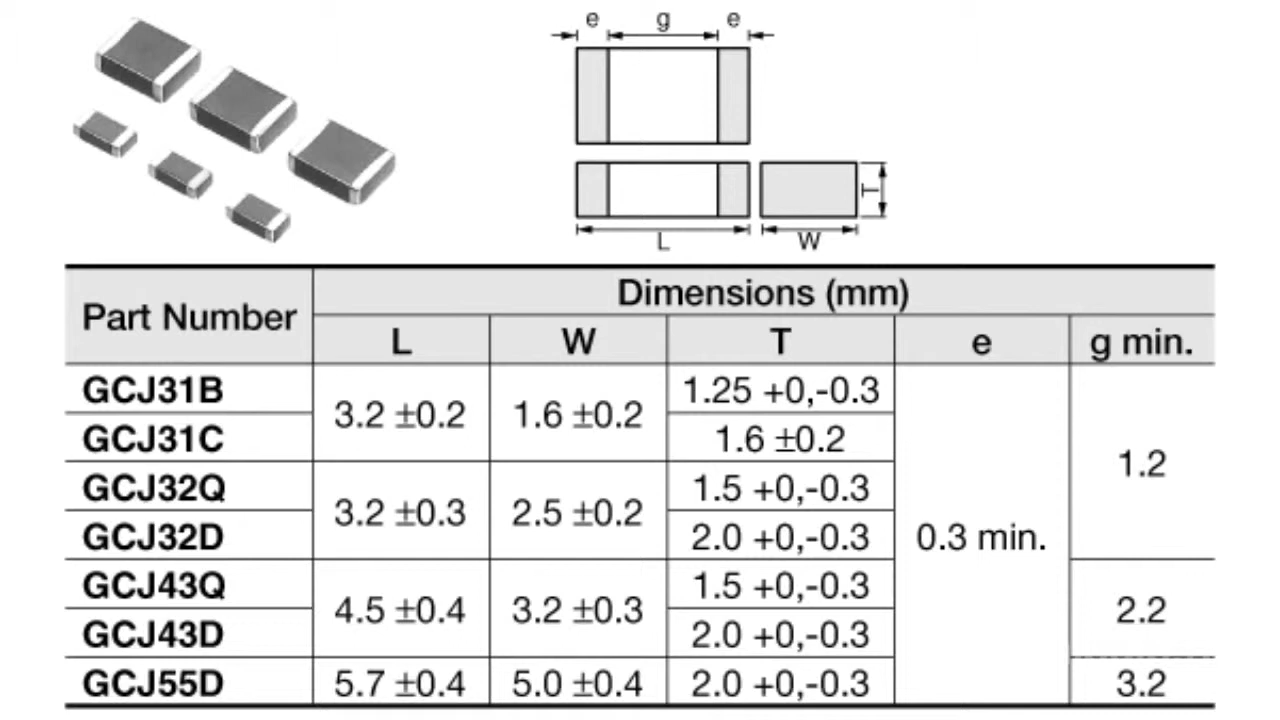 e g e
T
L W
Part Number Dimensions (mm)
L W T e g min.
GCJ31B 3.2 ±0.2 1.6 ±0.2 1.25 +0,-0.3 0.3 min. 1.2
GCJ31C 1.6 ±0.2
GCJ32Q 3.2 ±0.3 2.5 ±0.2 1.5 +0,-0.3
GCJ32D 2.0 +0,-0.3
GCJ43Q 4.5 ±0.4 3.2 ±0.3 1.5 +0,-0.3 2.2
GCJ43D 2.0 +0,-0.3
GCJ55D 5.7 ±0.4 5.0 ±0.4 2.0 +0,-0.3 3.2